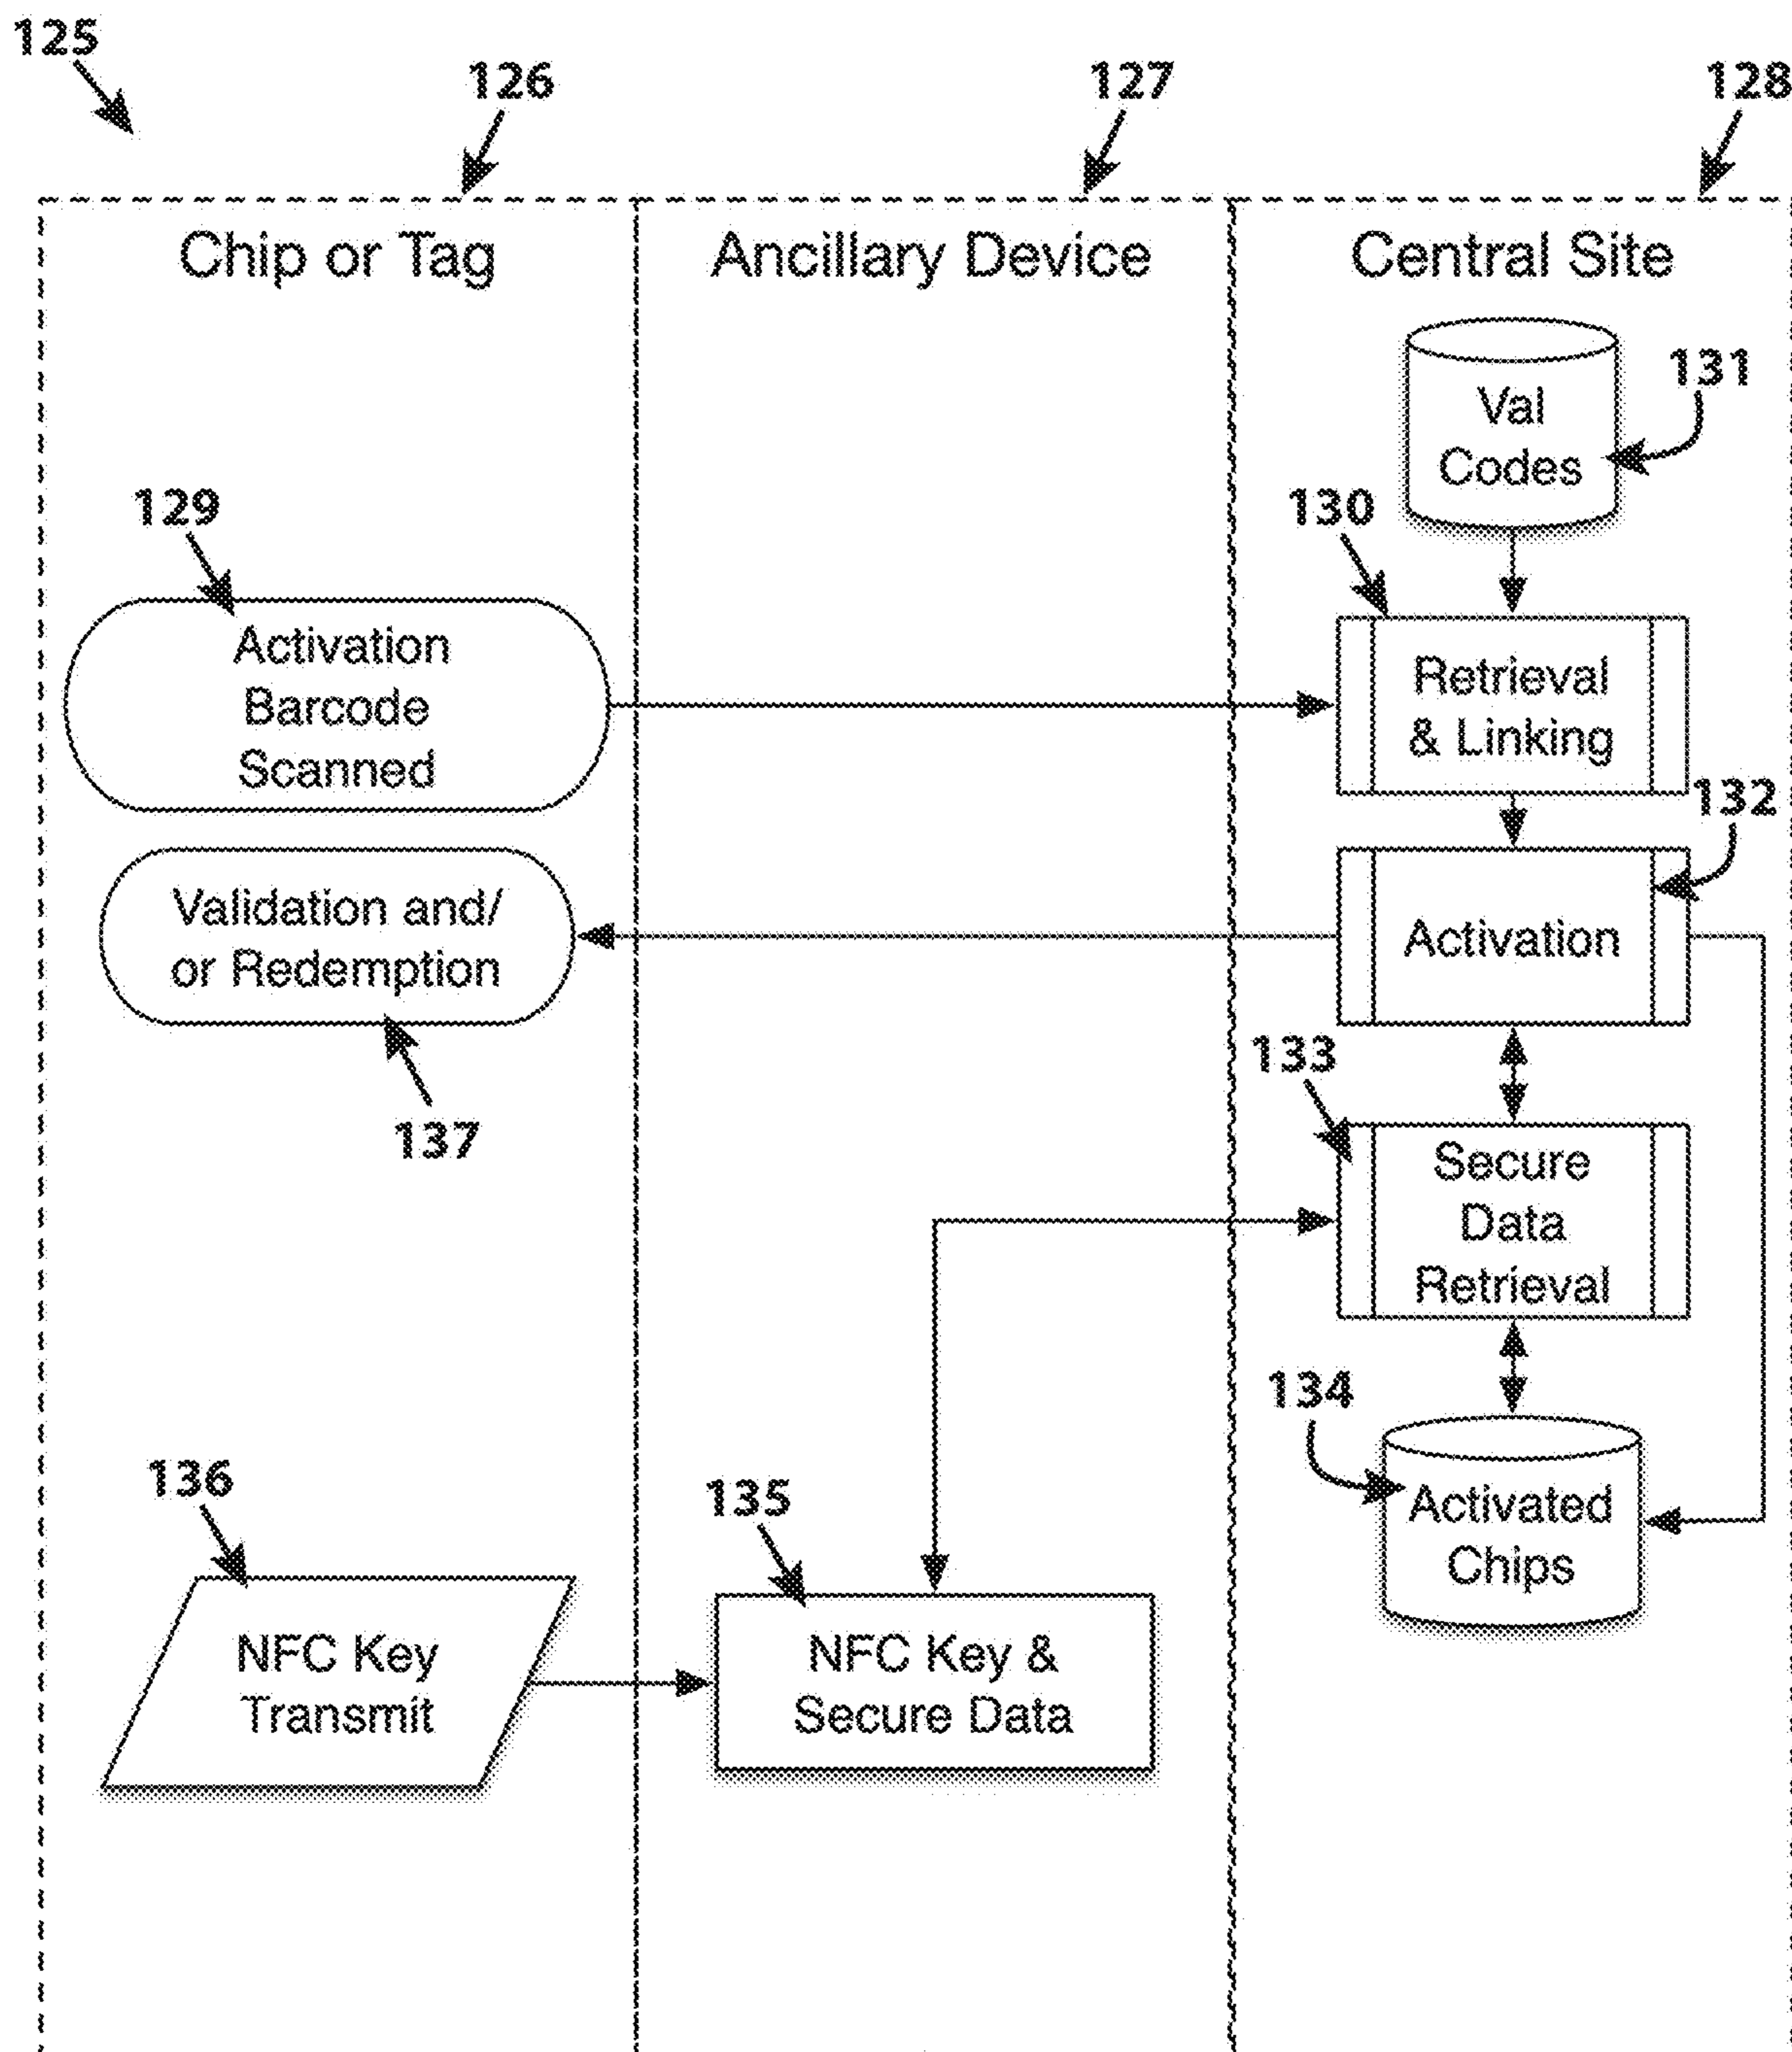 125
126
127
128
Chip or Tag
Ancillary Device
Central Site
131
Val
Codes
129
130
Activation
Barcode
Scanned
Retrieval
& Linking
132
Validation and/
or Redemption
Activation
137
133
Secure
Data
Retrieval
134
136
135
Activated
Chips
NFC Key
Transmit
NFC Key &
Secure Data